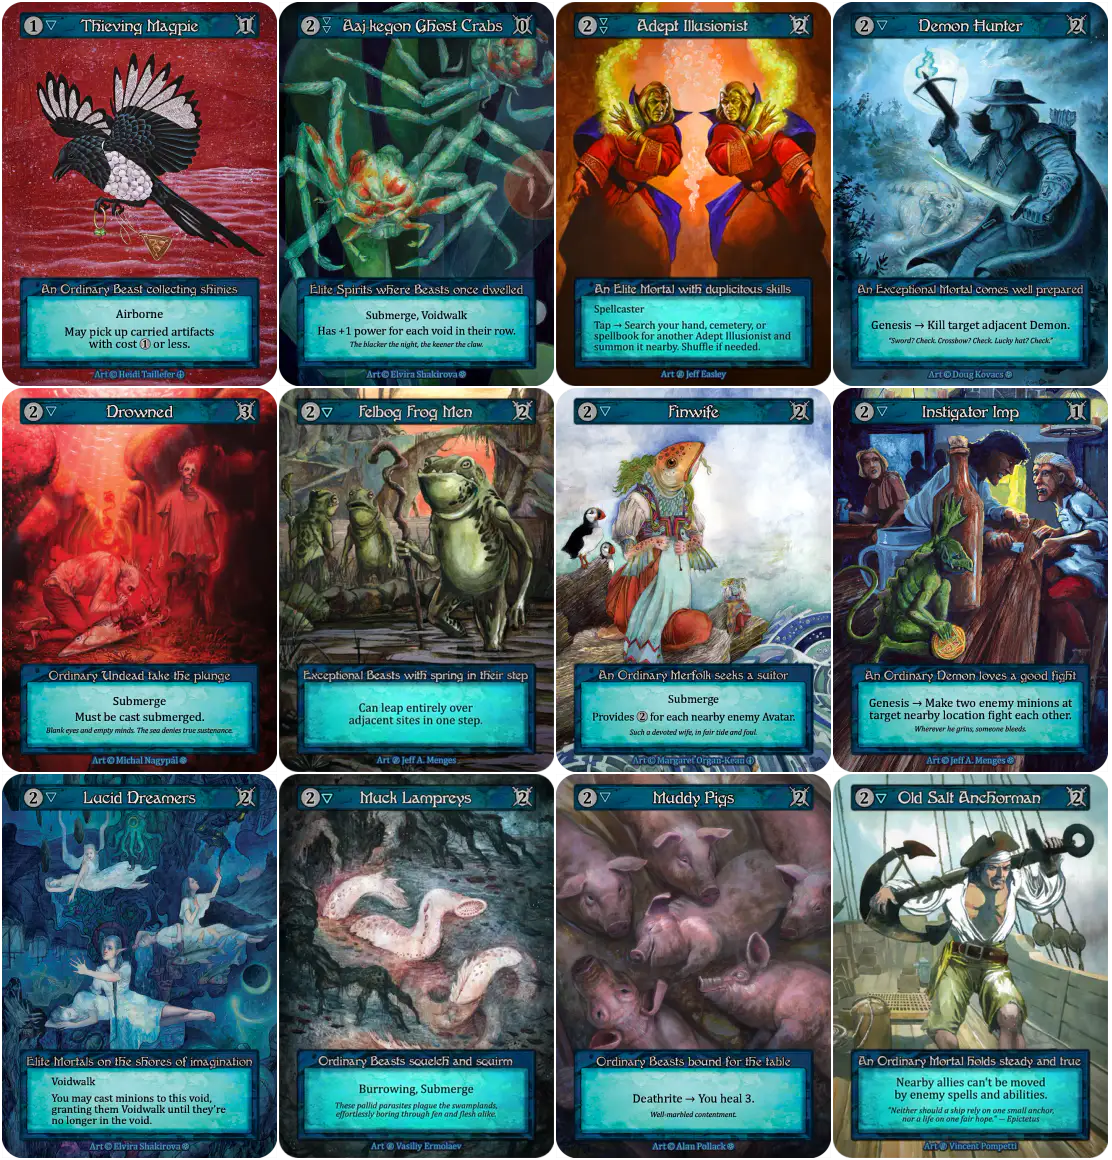 1 Thieving Magpie 1
An Ordinary Beast collecting shinies
Airborne
May pick up carried artifacts
with cost 1 or less.
Art © Heidi Taillefer
2 Aaj-kegon Ghost Crabs 0
Elite Spirits where Beasts once dwelled
Submerge, Voidwalk
Has +1 power for each void in their row.
The blacker the night, the keener the claw.
Art © Elvira Shakirova
2 Adept Illusionist 2
An Elite Mortal with duplicitous skills
Spellcaster
Tap → Search your hand, cemetery, or
spellbook for another Adept Illusionist and
summon it nearby. Shuffle if needed.
Art Jeff Easley
2 Demon Hunter 2
An Exceptional Mortal comes well prepared
Genesis → Kill target adjacent Demon.
"Sword? Check. Crossbow? Check. Lucky hat? Check."
Art © Doug Kovacs
2 Drowned 3
Ordinary Undead take the plunge
Submerge
Must be cast submerged.
Blank eyes and empty minds. The sea denies true sustenance.
Art © Michal Nagypál
2 Felbog Frog Men 2
Exceptional Beasts with spring in their step
Can leap entirely over
adjacent sites in one step.
Art Jeff A. Menges
2 Finwife 2
An Ordinary Merfolk seeks a suitor
Submerge
Provides 2 for each nearby enemy Avatar.
Such a devoted wife, in fair tide and foul.
Art © Margaret Organ-Kean
2 Instigator Imp 1
An Ordinary Demon loves a good fight
Genesis → Make two enemy minions at
target nearby location fight each other.
Wherever he grins, someone bleeds.
Art © Jeff A. Menges
2 Lucid Dreamers 2
Elite Mortals on the shores of imagination
Voidwalk
You may cast minions to this void,
granting them Voidwalk until they're
no longer in the void.
Art © Elvira Shakirova
2 Muck Lampreys 2
Ordinary Beasts squelch and squirm
Burrowing, Submerge
These pallid parasites plague the swamplands,
effortlessly boring through fen and flesh alike.
Art Vasiliy Ermolaev
2 Muddy Pigs 2
Ordinary Beasts bound for the table
Deathrite → You heal 3.
Well-marbled contentment.
Art © Alan Pollack
2 Old Salt Anchorman 2
An Ordinary Mortal holds steady and true
Nearby allies can't be moved
by enemy spells and abilities.
"Neither should a ship rely on one small anchor,
nor a life on one fair hope." — Epictetus
Art Vincent Pompetti